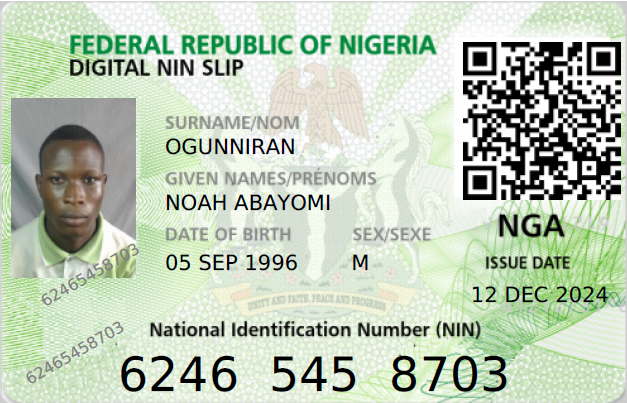 FEDERAL REPUBLIC OF NIGERIA
DIGITAL NIN SLIP
SURNAME/NOM
OGUNNIRAN
GIVEN NAMES/PRÉNOMS
NOAH ABAYOMI
DATE OF BIRTH SEX/SEXE
05 SEP 1996 M
NGA
ISSUE DATE
12 DEC 2024
62465458703
UNITY AND FAITH, PEACE AND PROGRESS
62465458703
National Identification Number (NIN)
6246 545 8703